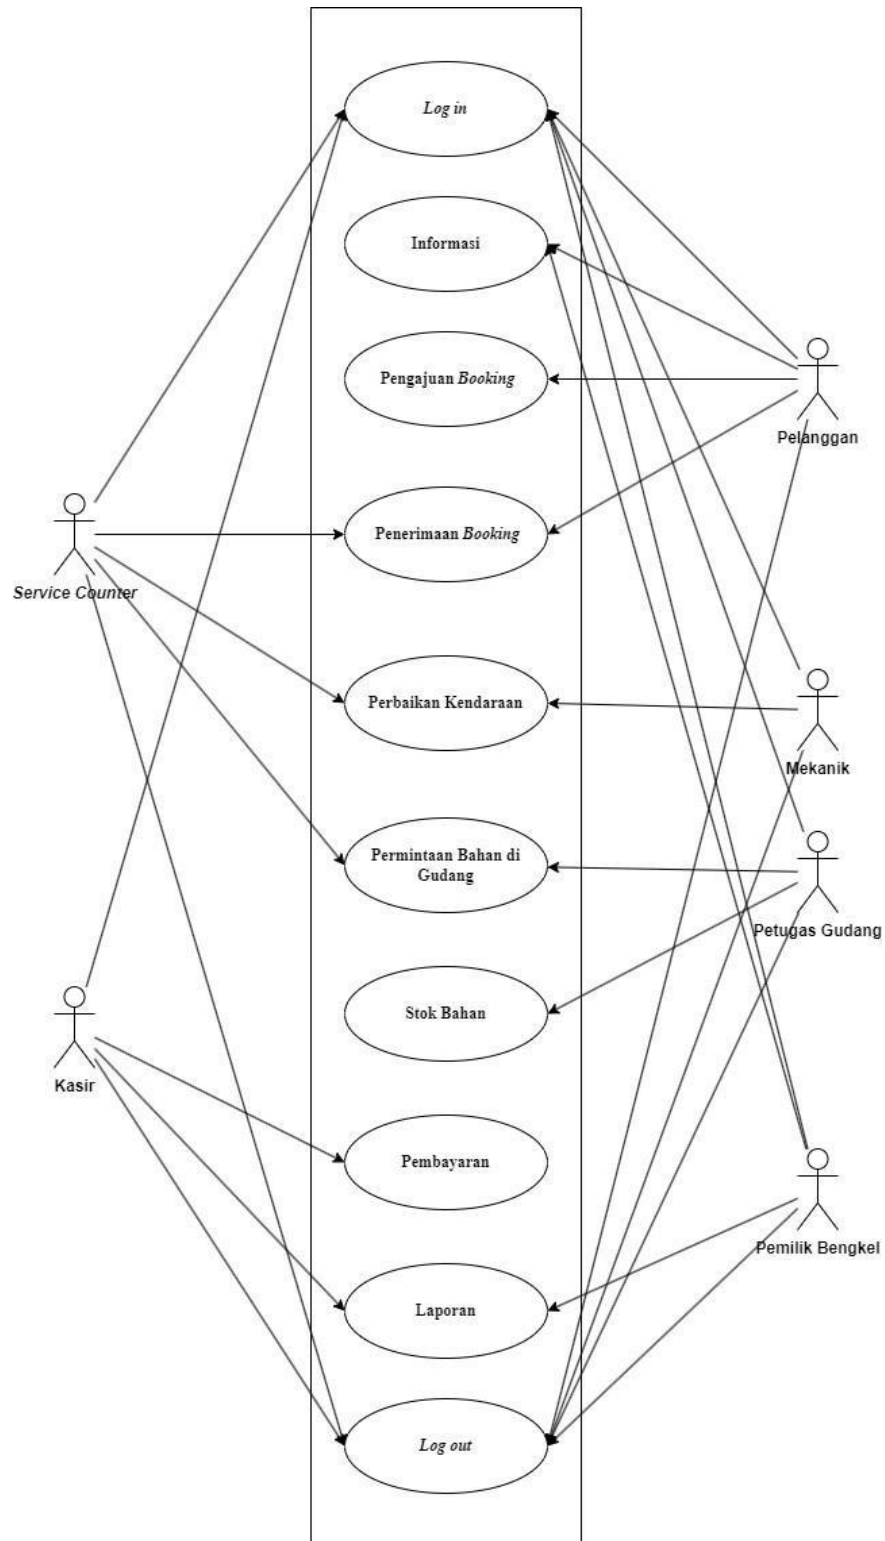 Log in
Informasi
Pengajuan Booking
Pelanggan
Penerimaan Booking
Service Counter
Perbaikan Kendaraan
Mekanik
Permintaan Bahan di
Gudang
Petugas Gudang
Stok Bahan
Kasir
Pembayaran
Pemilik Bengkel
Laporan
Log out